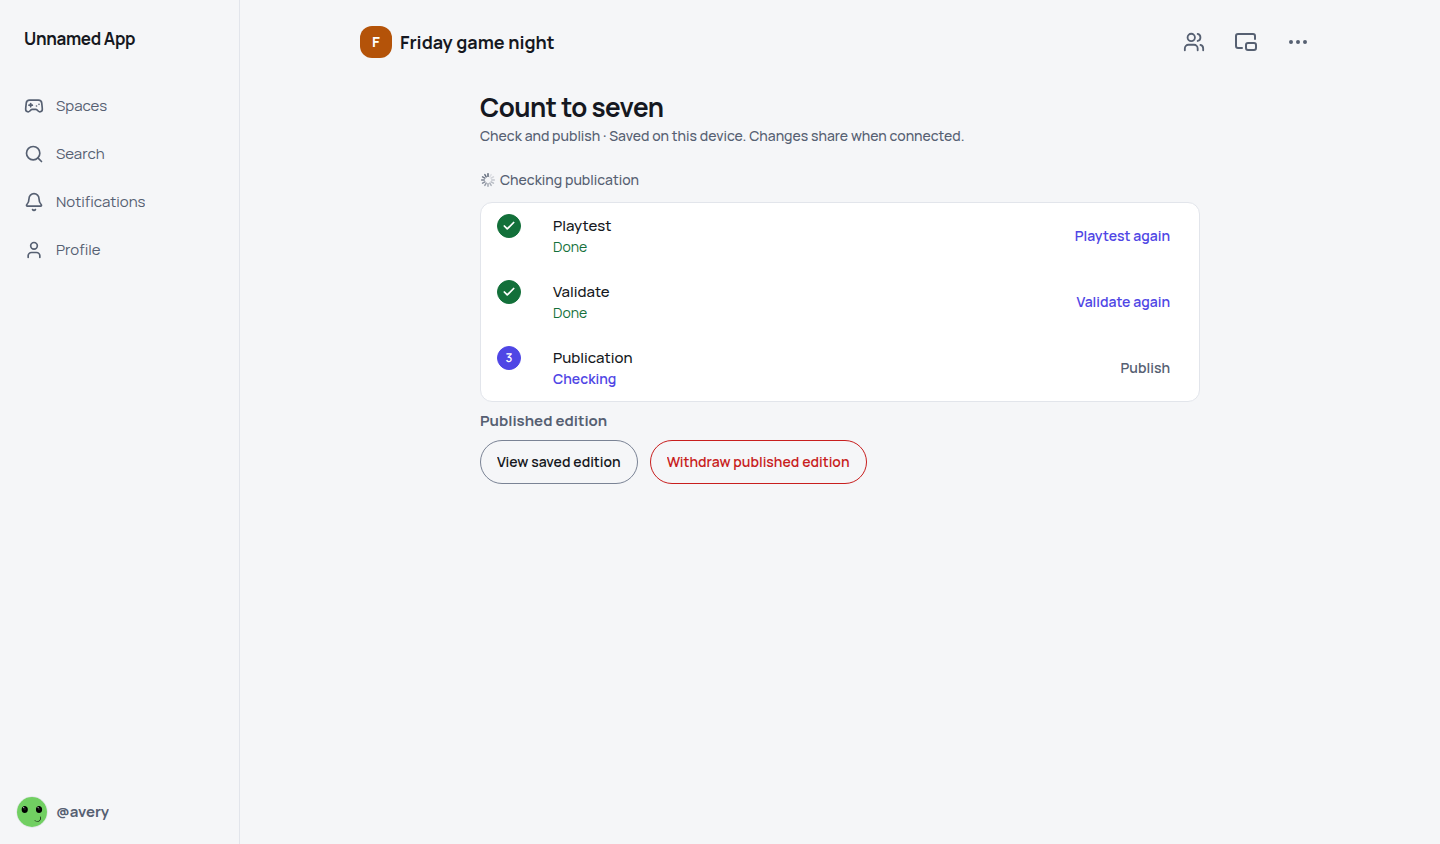 Unnamed App
Spaces
Search
Notifications
Profile
@avery
F Friday game night
Count to seven
Check and publish · Saved on this device. Changes share when connected.
Checking publication
Playtest
Done
Playtest again
Validate
Done
Validate again
3
Publication
Checking
Publish
Published edition
View saved edition
Withdraw published edition